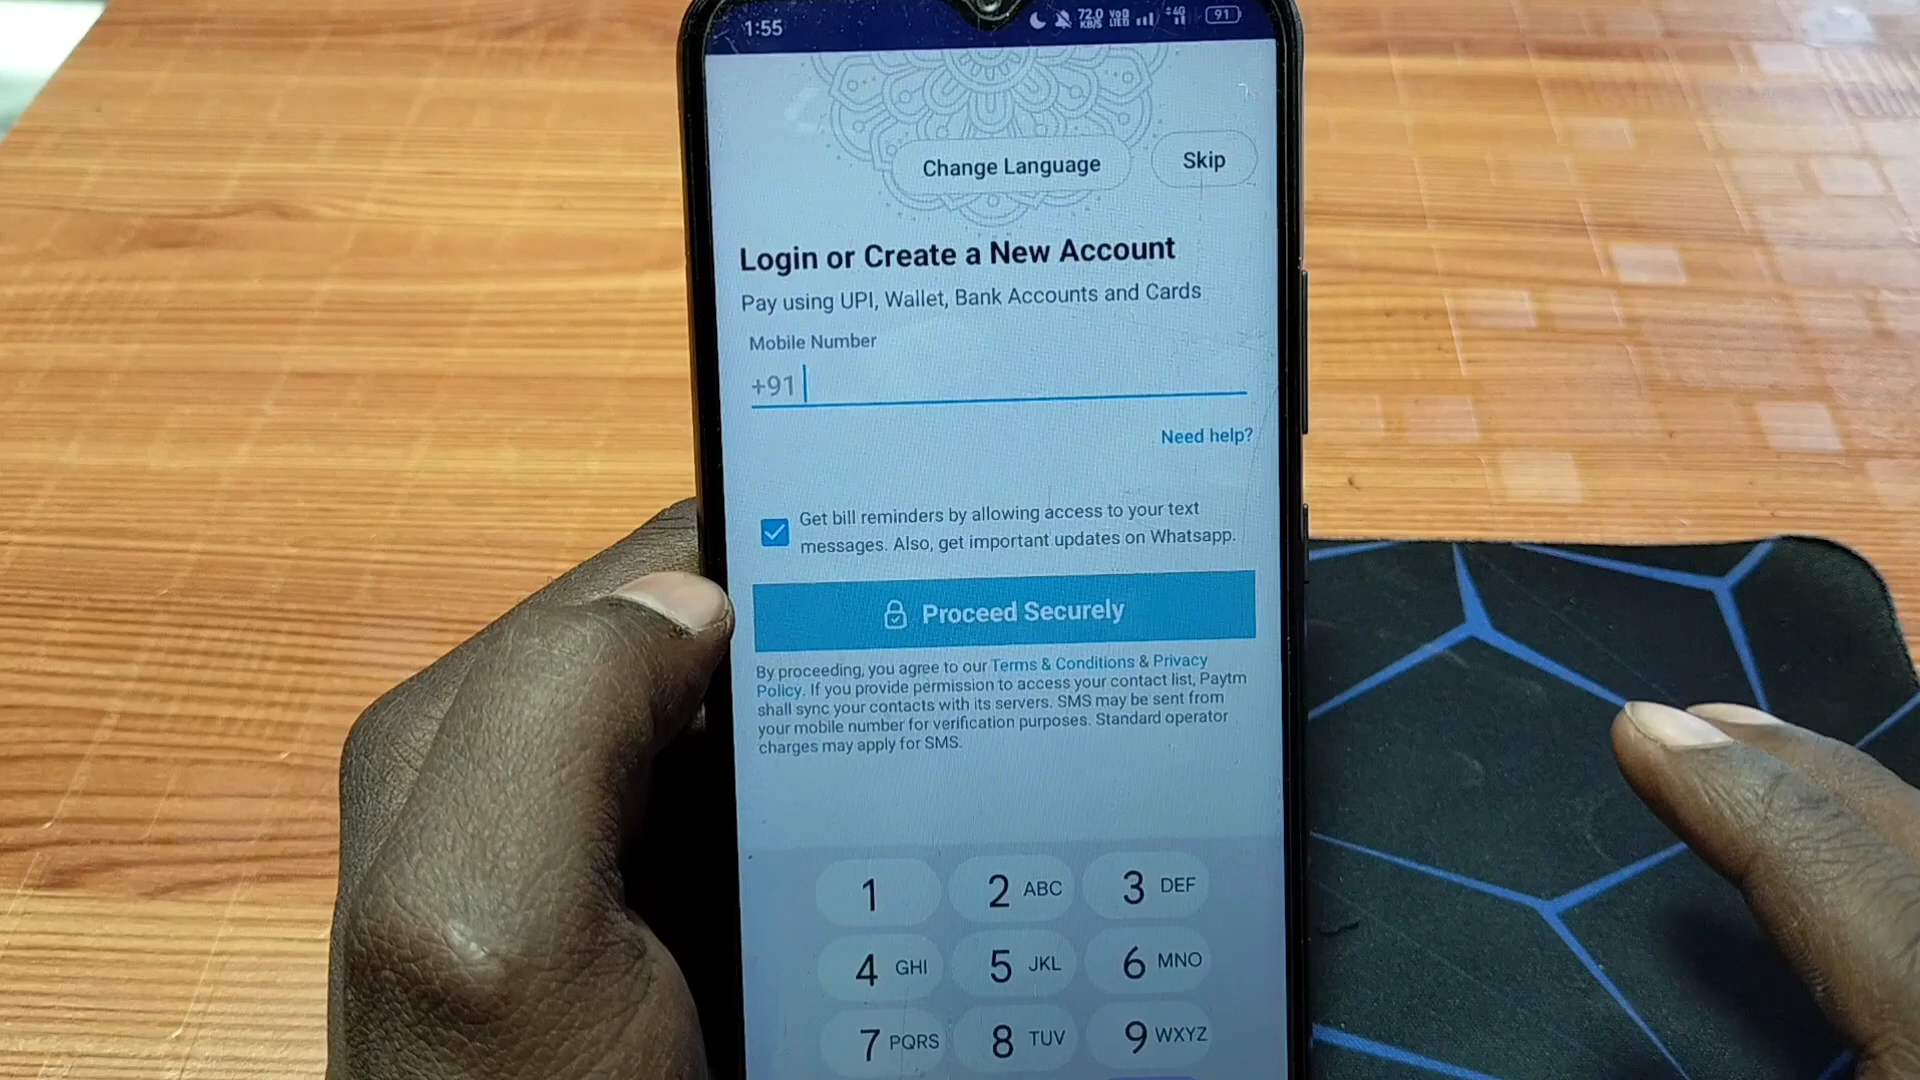 1:55
72.0 KB/S
4G
91
Change Language
Skip
Login or Create a New Account
Pay using UPI, Wallet, Bank Accounts and Cards
Mobile Number
+91
Need help?
Get bill reminders by allowing access to your text
messages. Also, get important updates on Whatsapp.
Proceed Securely
By proceeding, you agree to our Terms & Conditions & Privacy
Policy. If you provide permission to access your contact list, Paytm
shall sync your contacts with its servers. SMS may be sent from
your mobile number for verification purposes. Standard operator
charges may apply for SMS.
1
2 ABC
3 DEF
4 GHI
5 JKL
6 MNO
7 PQRS
8 TUV
9 WXYZ